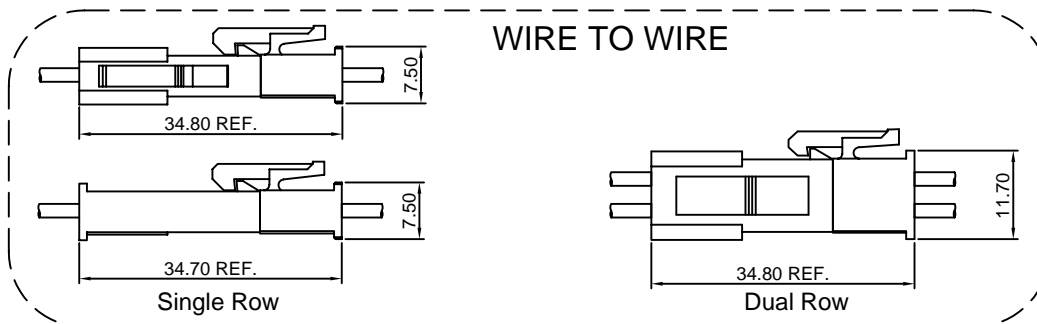 WIRE TO WIRE
7.50
34.80 REF.
7.50
34.70 REF.
Single Row
11.70
34.80 REF.
Dual Row